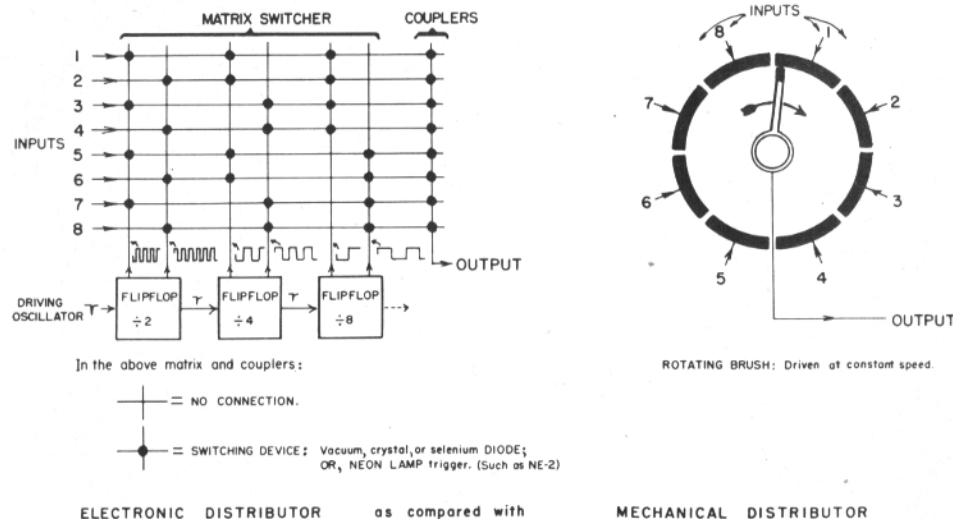 MATRIX SWITCHER
COUPLERS
1
2
3
4
INPUTS
5
6
7
8
OUTPUT
DRIVING
OSCILLATOR
FLIPFLOP
÷2
FLIPFLOP
÷4
FLIPFLOP
÷8
In the above matrix and couplers:
= NO CONNECTION.
= SWITCHING DEVICE: Vacuum, crystal, or selenium DIODE;
OR, NEON LAMP trigger. (Such as NE-2)
INPUTS
8
1
7
2
6
3
5
4
OUTPUT
ROTATING BRUSH: Driven at constant speed.
ELECTRONIC DISTRIBUTOR as compared with MECHANICAL DISTRIBUTOR